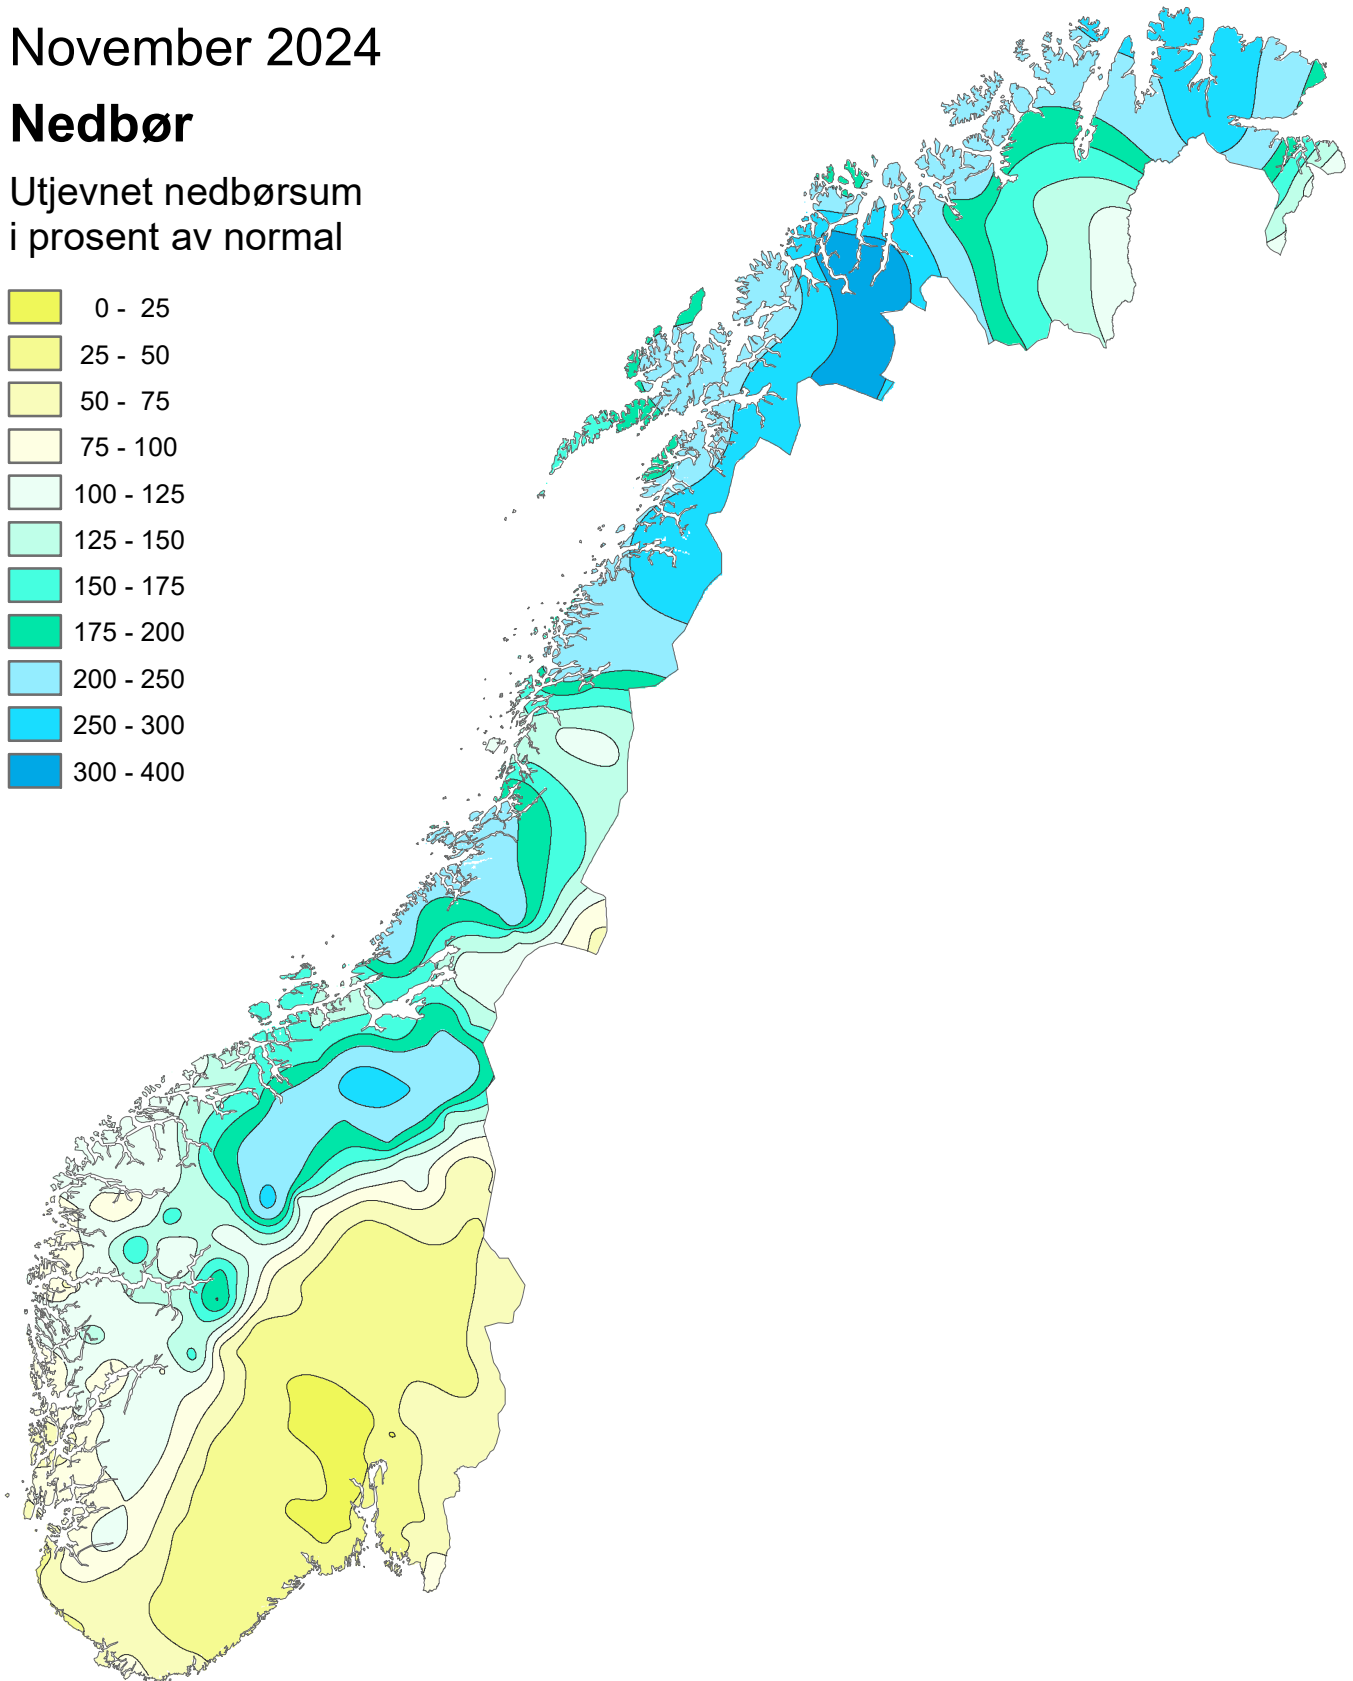 November 2024
Nedbør
Utjevnet nedbørsum
i prosent av normal
0 - 25
25 - 50
50 - 75
75 - 100
100 - 125
125 - 150
150 - 175
175 - 200
200 - 250
250 - 300
300 - 400